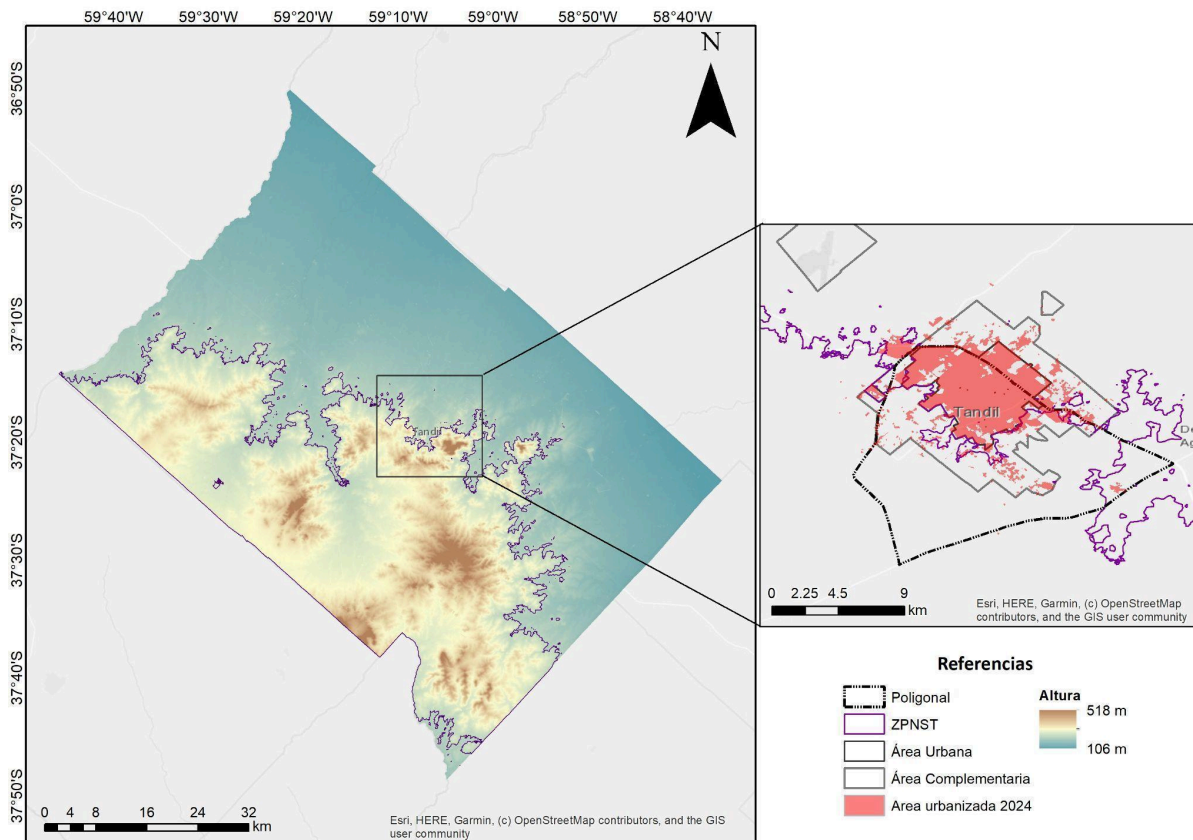 59°40'W 59°30'W 59°20'W 59°10'W 59°0'W 58°50'W 58°40'W
36°50'S
37°0'S
37°10'S
37°20'S
37°30'S
37°40'S
37°50'S
N
Tandil
0 4 8 16 24 32
km
Esri, HERE, Garmin, (c) OpenStreetMap contributors, and the GIS
user community
Tandil
De
Ag
0 2.25 4.5 9
km
Esri, HERE, Garmin, (c) OpenStreetMap
contributors, and the GIS user community
Referencias
Poligonal
ZPNST
Área Urbana
Área Complementaria
Area urbanizada 2024
Altura
518 m
106 m